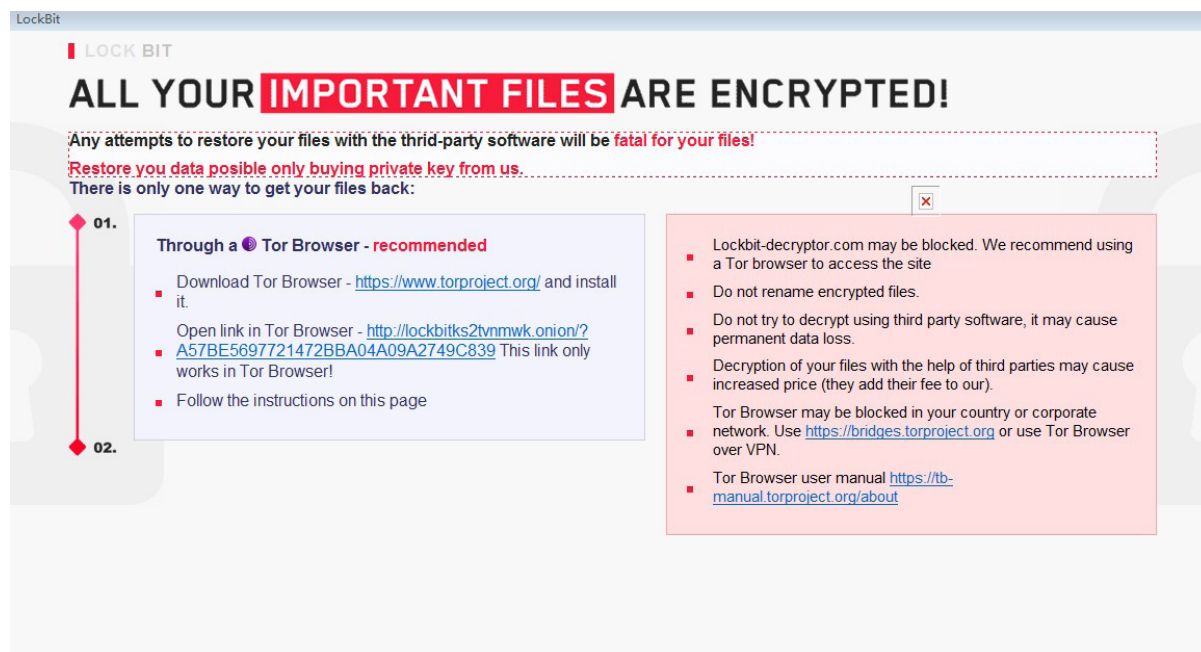 LockBit
LOCK BIT
ALL YOUR IMPORTANT FILES ARE ENCRYPTED!
Any attempts to restore your files with the thrid-party software will be fatal for your files!
Restore you data posible only buying private key from us.
There is only one way to get your files back:
01.
Through a Tor Browser - recommended
Download Tor Browser - https://www.torproject.org/ and install
it.
Open link in Tor Browser - http://lockbitks2tvnmwk.onion/?
A57BE5697721472BBA04A09A2749C839 This link only
works in Tor Browser!
Follow the instructions on this page
02.
Lockbit-decryptor.com may be blocked. We recommend using
a Tor browser to access the site
Do not rename encrypted files.
Do not try to decrypt using third party software, it may cause
permanent data loss.
Decryption of your files with the help of third parties may cause
increased price (they add their fee to our).
Tor Browser may be blocked in your country or corporate
network. Use https://bridges.torproject.org or use Tor Browser
over VPN.
Tor Browser user manual https://tb-
manual.torproject.org/about